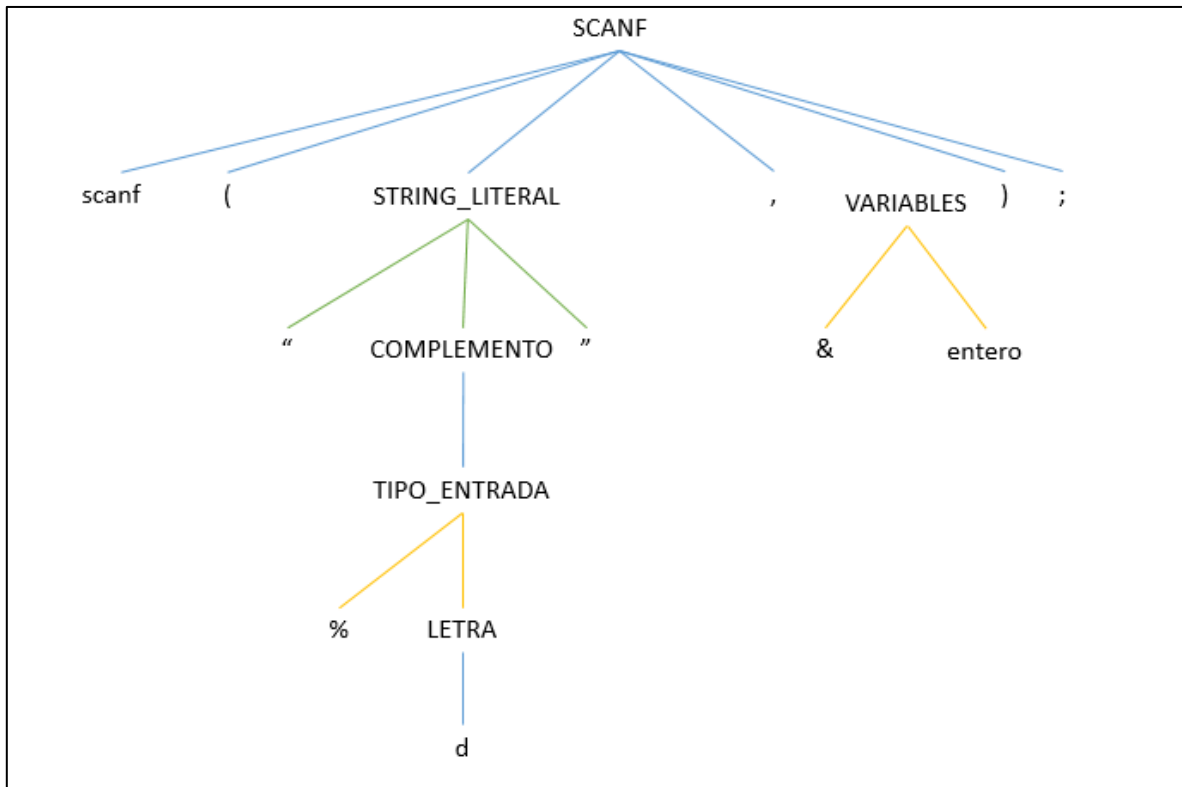 SCANF
scanf ( STRING_LITERAL , VARIABLES ) ;
“ COMPLEMENTO ” & entero
TIPO_ENTRADA
% LETRA
d